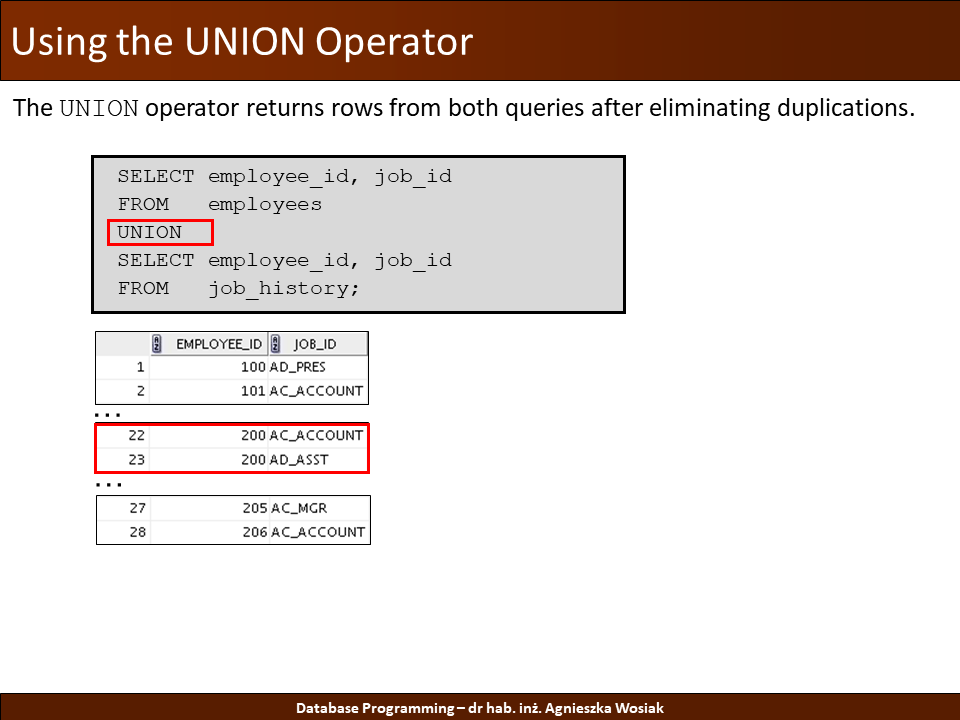 Using the UNION Operator
The UNION operator returns rows from both queries after eliminating duplications.
SELECT employee_id, job_id
FROM   employees
UNION
SELECT employee_id, job_id
FROM   job_history;
EMPLOYEE_ID JOB_ID
1 100 AD_PRES
2 101 AC_ACCOUNT
...
22 200 AC_ACCOUNT
23 200 AD_ASST
...
27 205 AC_MGR
28 206 AC_ACCOUNT
Database Programming – dr hab. inż. Agnieszka Wosiak